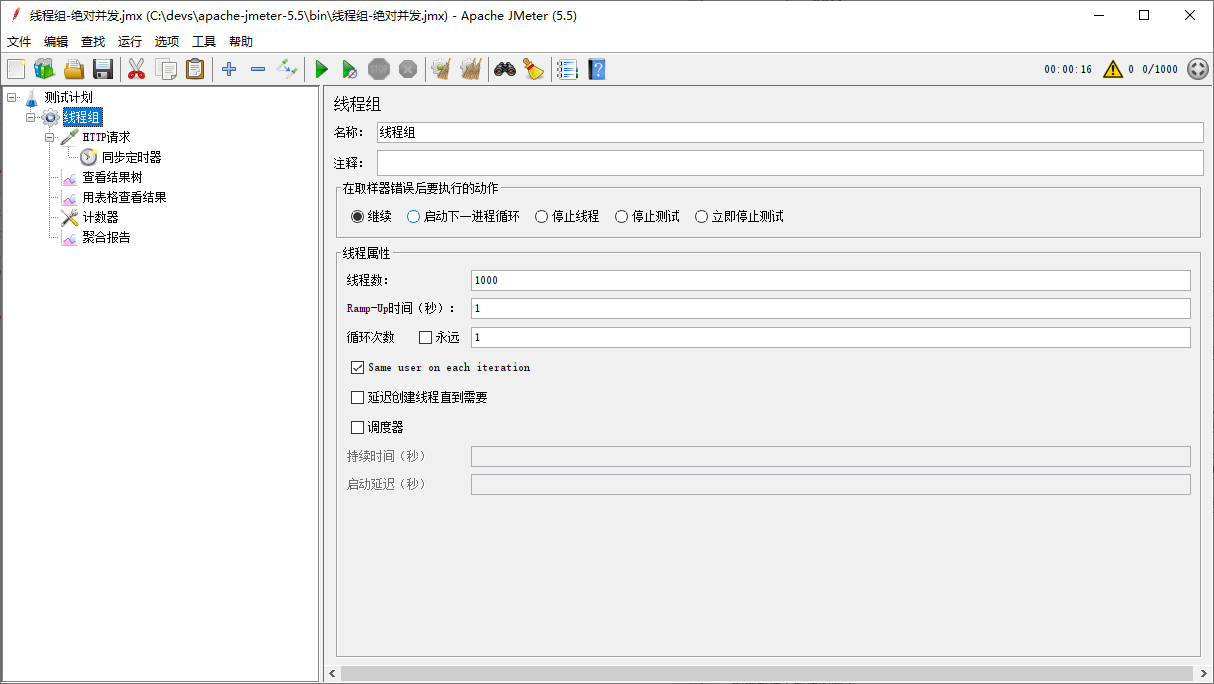 线程组-绝对并发.jmx (C:\devs\apache-jmeter-5.5\bin\线程组-绝对并发.jmx) - Apache JMeter (5.5)
文件 编辑 查找 运行 选项 工具 帮助
STOP 00:00:16 0 0/1000
测试计划
线程组
HTTP请求
同步定时器
查看结果树
用表格查看结果
计数器
聚合报告
线程组
名称: 线程组
注释:
在取样器错误后要执行的动作
继续 启动下一进程循环 停止线程 停止测试 立即停止测试
线程属性
线程数: 1000
Ramp-Up时间（秒）: 1
循环次数 永远 1
Same user on each iteration
延迟创建线程直到需要
调度器
持续时间（秒）
启动延迟（秒）